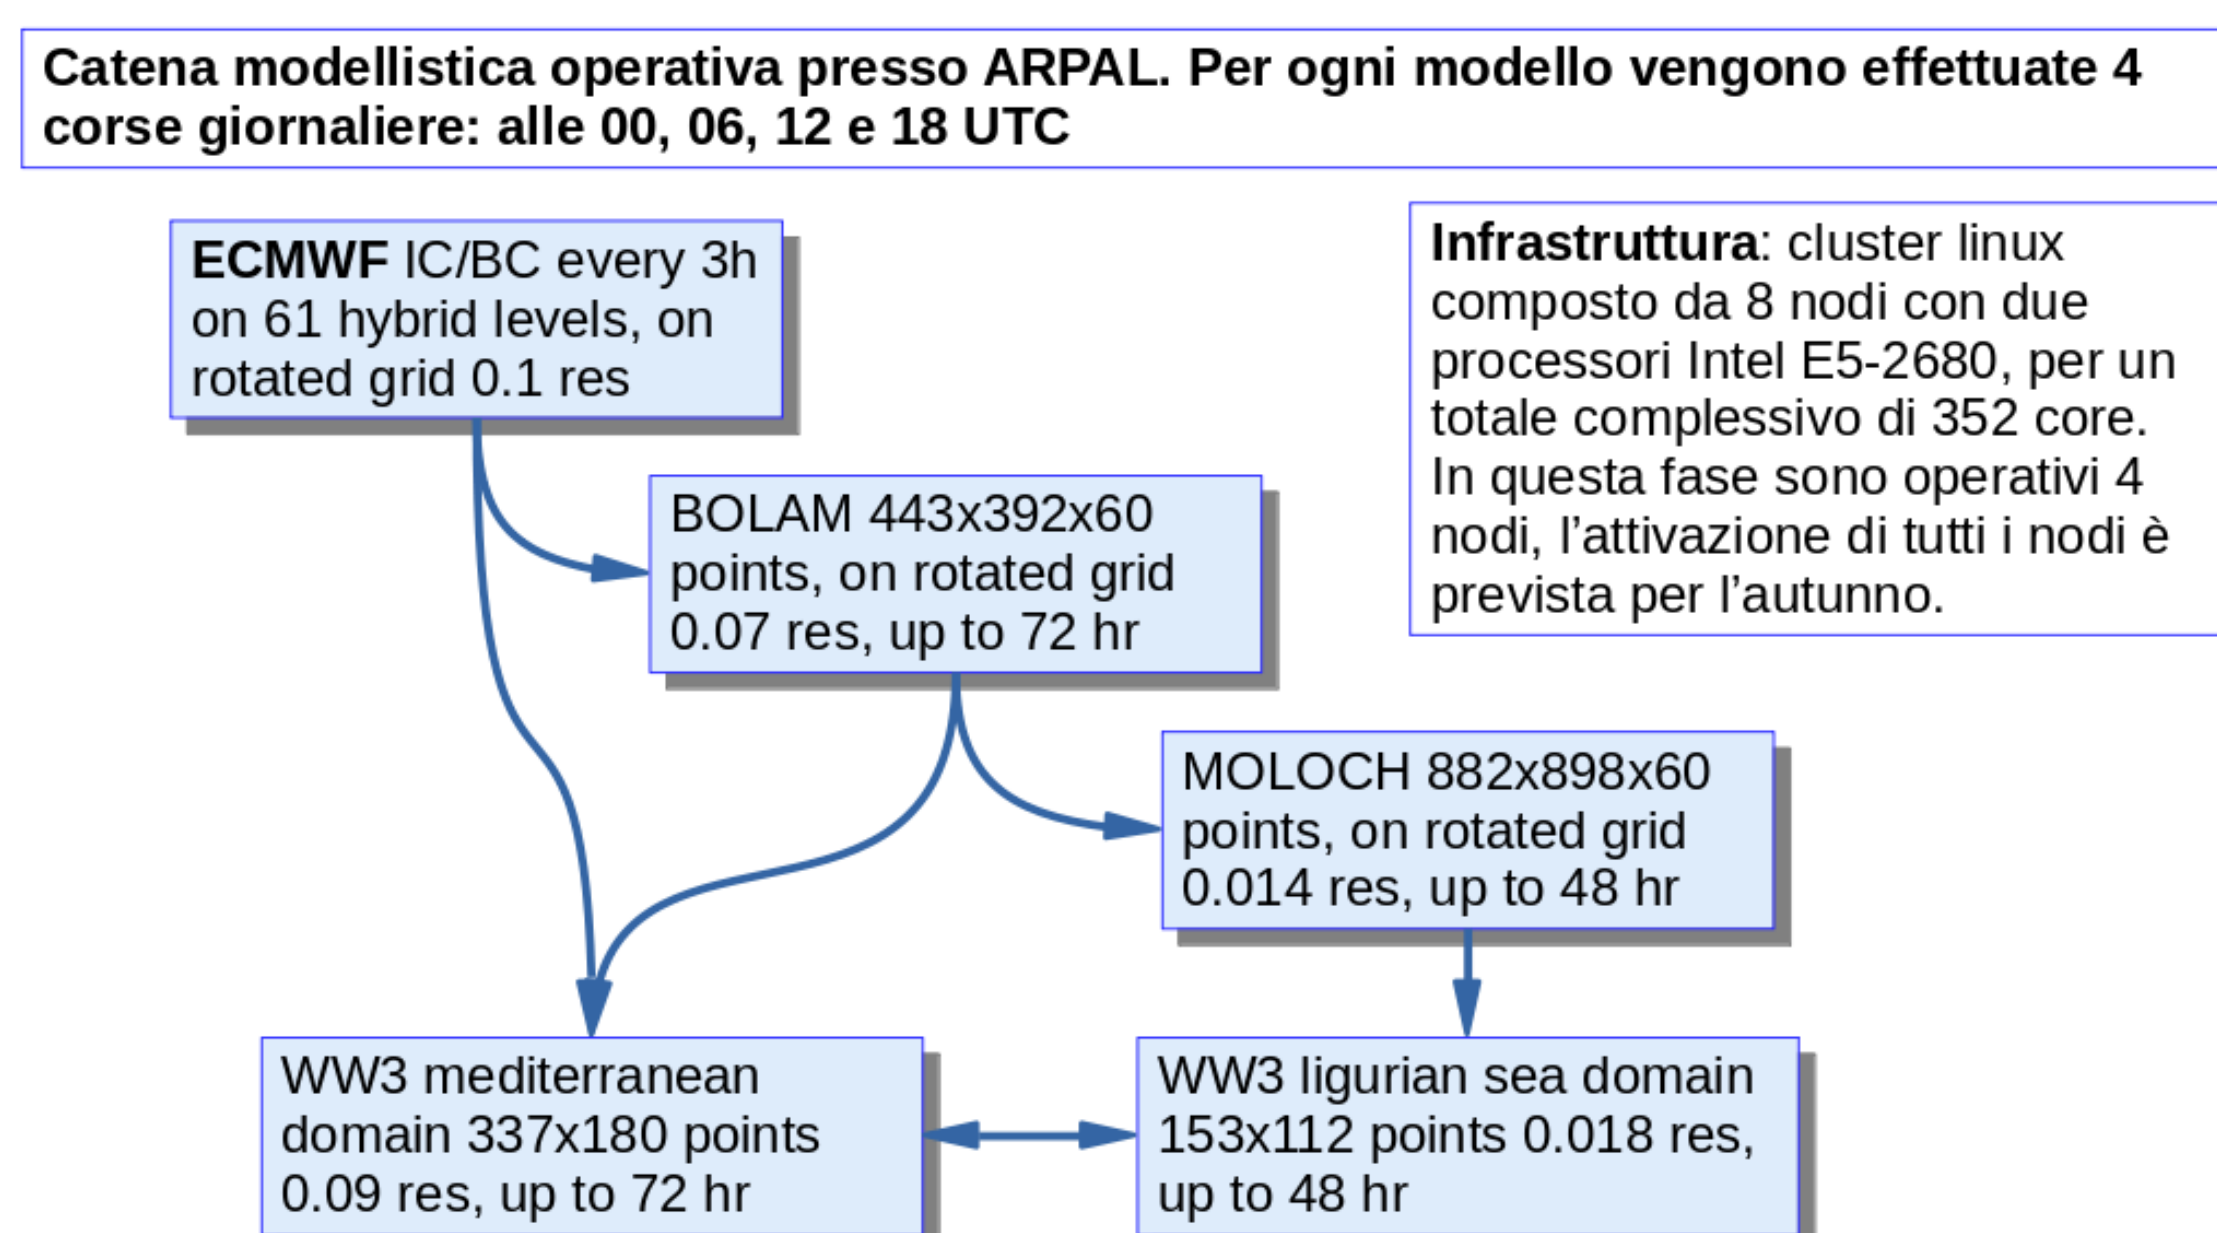 Catena modellistica operativa presso ARPAL. Per ogni modello vengono effettuate 4
corse giornaliere: alle 00, 06, 12 e 18 UTC
ECMWF IC/BC every 3h
on 61 hybrid levels, on
rotated grid 0.1 res
Infrastruttura: cluster linux
composto da 8 nodi con due
processori Intel E5-2680, per un
totale complessivo di 352 core.
In questa fase sono operativi 4
nodi, l’attivazione di tutti i nodi è
prevista per l’autunno.
BOLAM 443x392x60
points, on rotated grid
0.07 res, up to 72 hr
MOLOCH 882x898x60
points, on rotated grid
0.014 res, up to 48 hr
WW3 mediterranean
domain 337x180 points
0.09 res, up to 72 hr
WW3 ligurian sea domain
153x112 points 0.018 res,
up to 48 hr